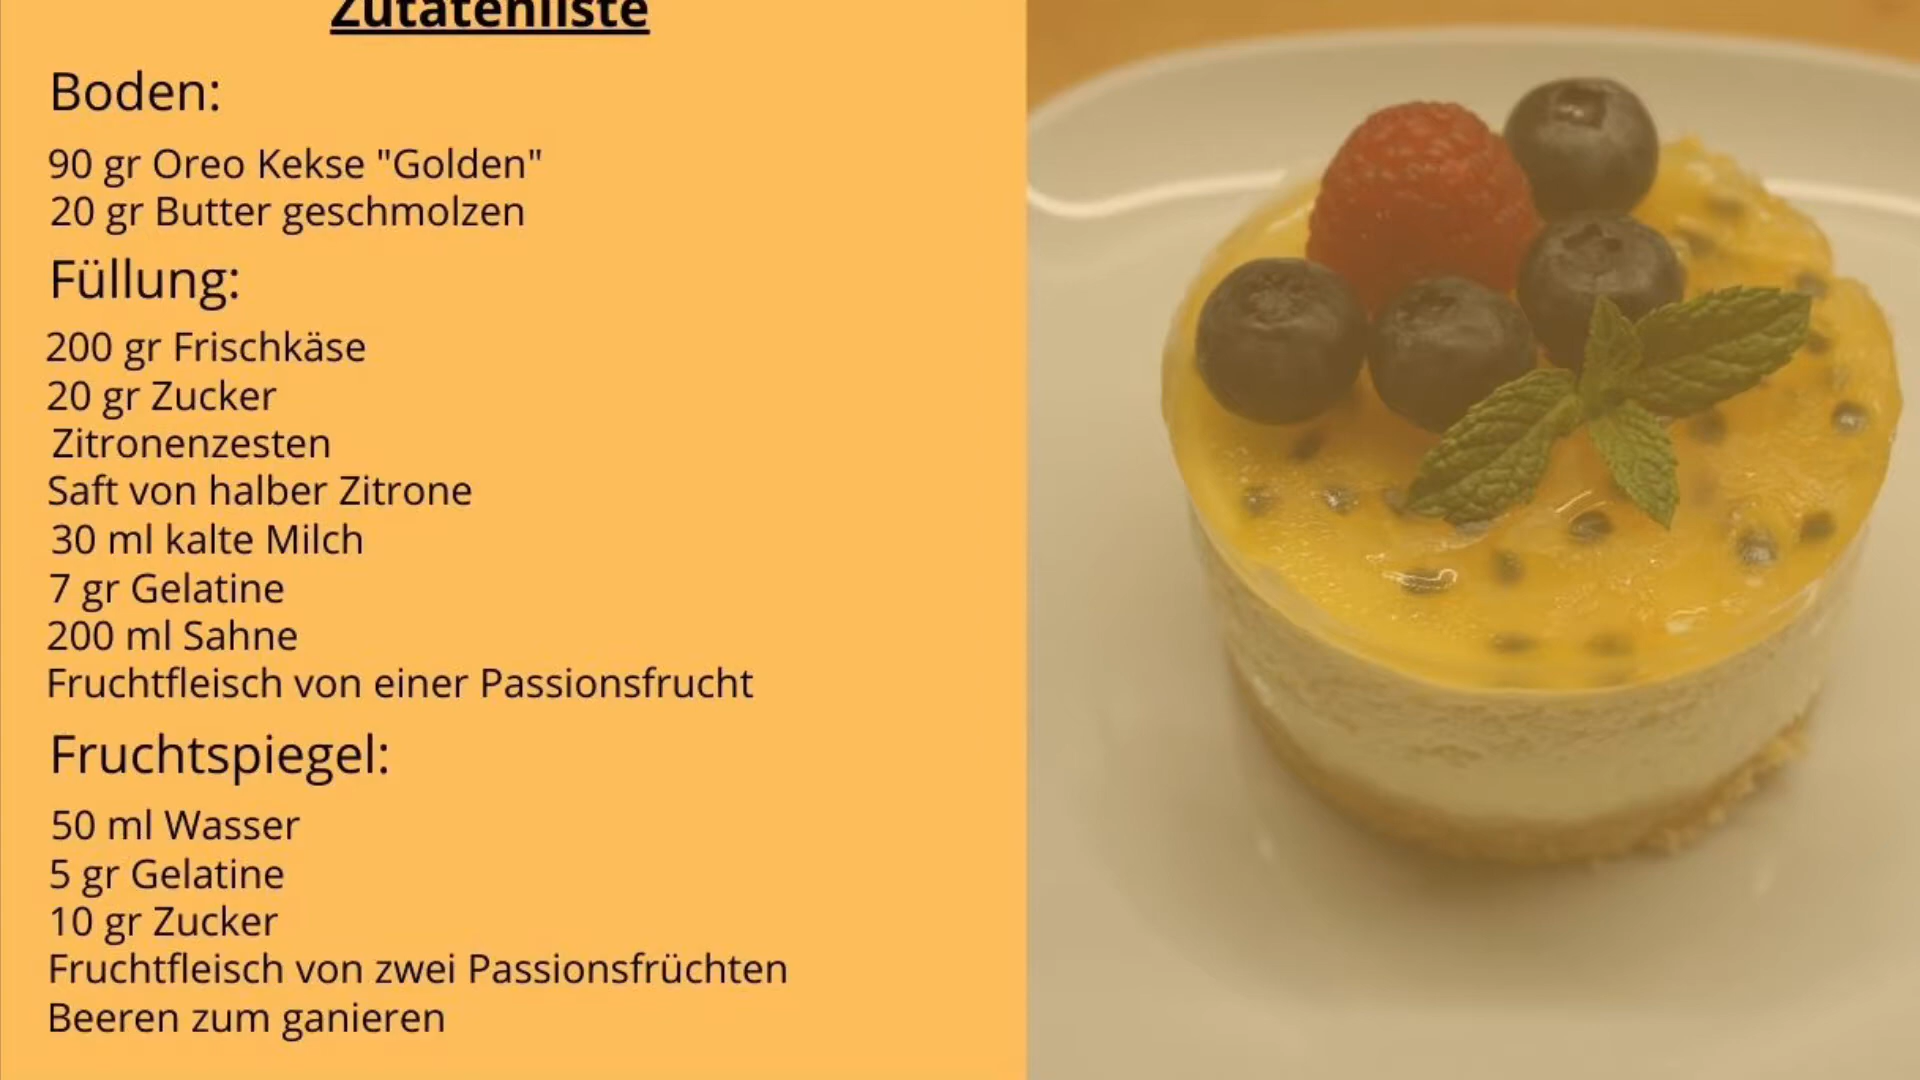 Zutatenliste
Boden:
90 gr Oreo Kekse "Golden"
20 gr Butter geschmolzen
Füllung:
200 gr Frischkäse
20 gr Zucker
Zitronenzesten
Saft von halber Zitrone
30 ml kalte Milch
7 gr Gelatine
200 ml Sahne
Fruchtfleisch von einer Passionsfrucht
Fruchtspiegel:
50 ml Wasser
5 gr Gelatine
10 gr Zucker
Fruchtfleisch von zwei Passionsfrüchten
Beeren zum ganieren